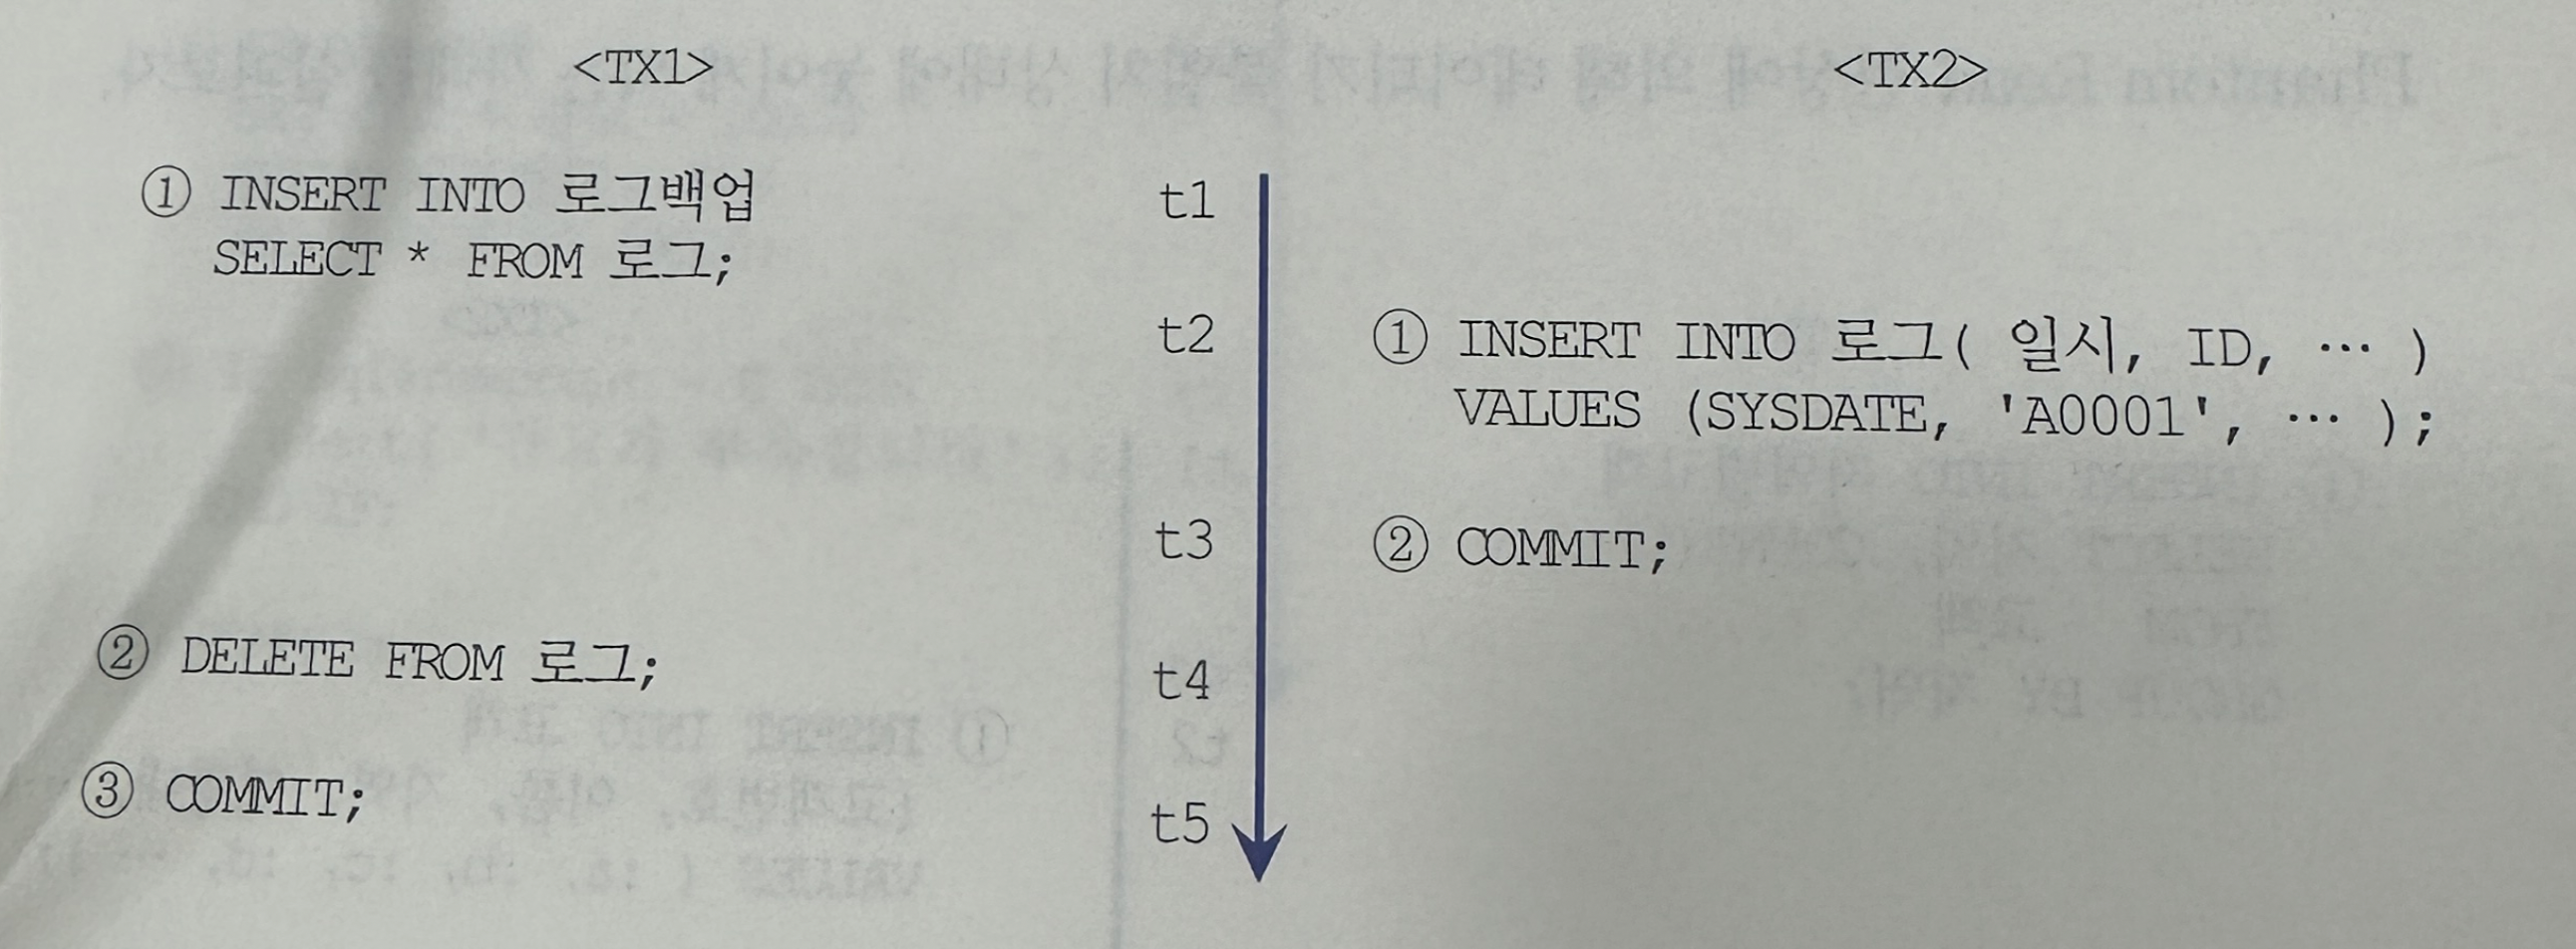 <TX1>
<TX2>
① INSERT INTO 로그백업
SELECT * FROM 로그;
t1
t2
① INSERT INTO 로그( 일시, ID, … )
VALUES (SYSDATE, 'A0001', … );
t3
② COMMIT;
② DELETE FROM 로그;
t4
③ COMMIT;
t5